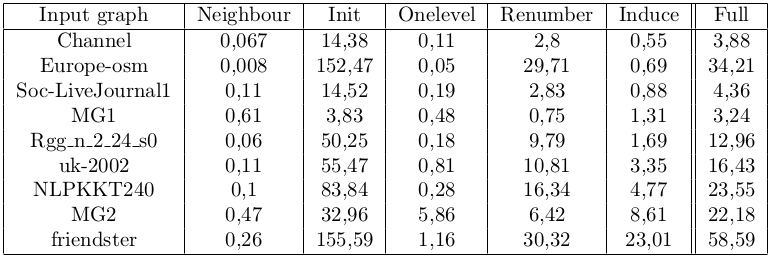 Input graph Neighbour Init Onelevel Renumber Induce Full
Channel 0,067 14,38 0,11 2,8 0,55 3,88
Europe-osm 0,008 152,47 0,05 29,71 0,69 34,21
Soc-LiveJournal1 0,11 14,52 0,19 2,83 0,88 4,36
MG1 0,61 3,83 0,48 0,75 1,31 3,24
Rgg_n_2_24_s0 0,06 50,25 0,18 9,79 1,69 12,96
uk-2002 0,11 55,47 0,81 10,81 3,35 16,43
NLPKKT240 0,1 83,84 0,28 16,34 4,77 23,55
MG2 0,47 32,96 5,86 6,42 8,61 22,18
friendster 0,26 155,59 1,16 30,32 23,01 58,59